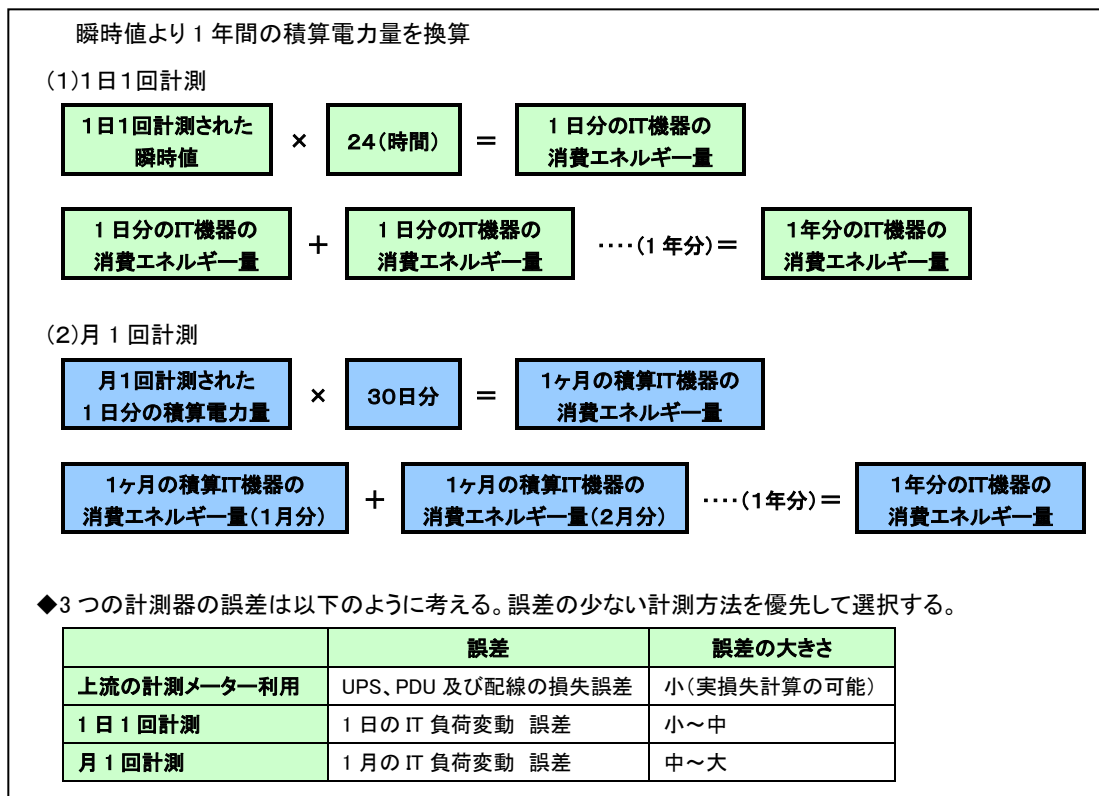 瞬時値より1年間の積算電力量を換算
(1)1日1回計測
1日1回計測された
瞬時値
×
24(時間)
=
1日分のIT機器の
消費エネルギー量
1日分のIT機器の
消費エネルギー量
+
1日分のIT機器の
消費エネルギー量
‥‥(1年分)=
1年分のIT機器の
消費エネルギー量
(2)月1回計測
月1回計測された
1日分の積算電力量
×
30日分
=
1ヶ月の積算IT機器の
消費エネルギー量
1ヶ月の積算IT機器の
消費エネルギー量(1月分)
+
1ヶ月の積算IT機器の
消費エネルギー量(2月分)
‥‥(1年分)=
1年分のIT機器の
消費エネルギー量
◆3つの計測器の誤差は以下のように考える。誤差の少ない計測方法を優先して選択する。
誤差 誤差の大きさ
上流の計測メーター利用 UPS、PDU及び配線の損失誤差 小(実損失計算の可能)
1日1回計測 1日のIT負荷変動 誤差 小~中
月1回計測 1月のIT負荷変動 誤差 中~大